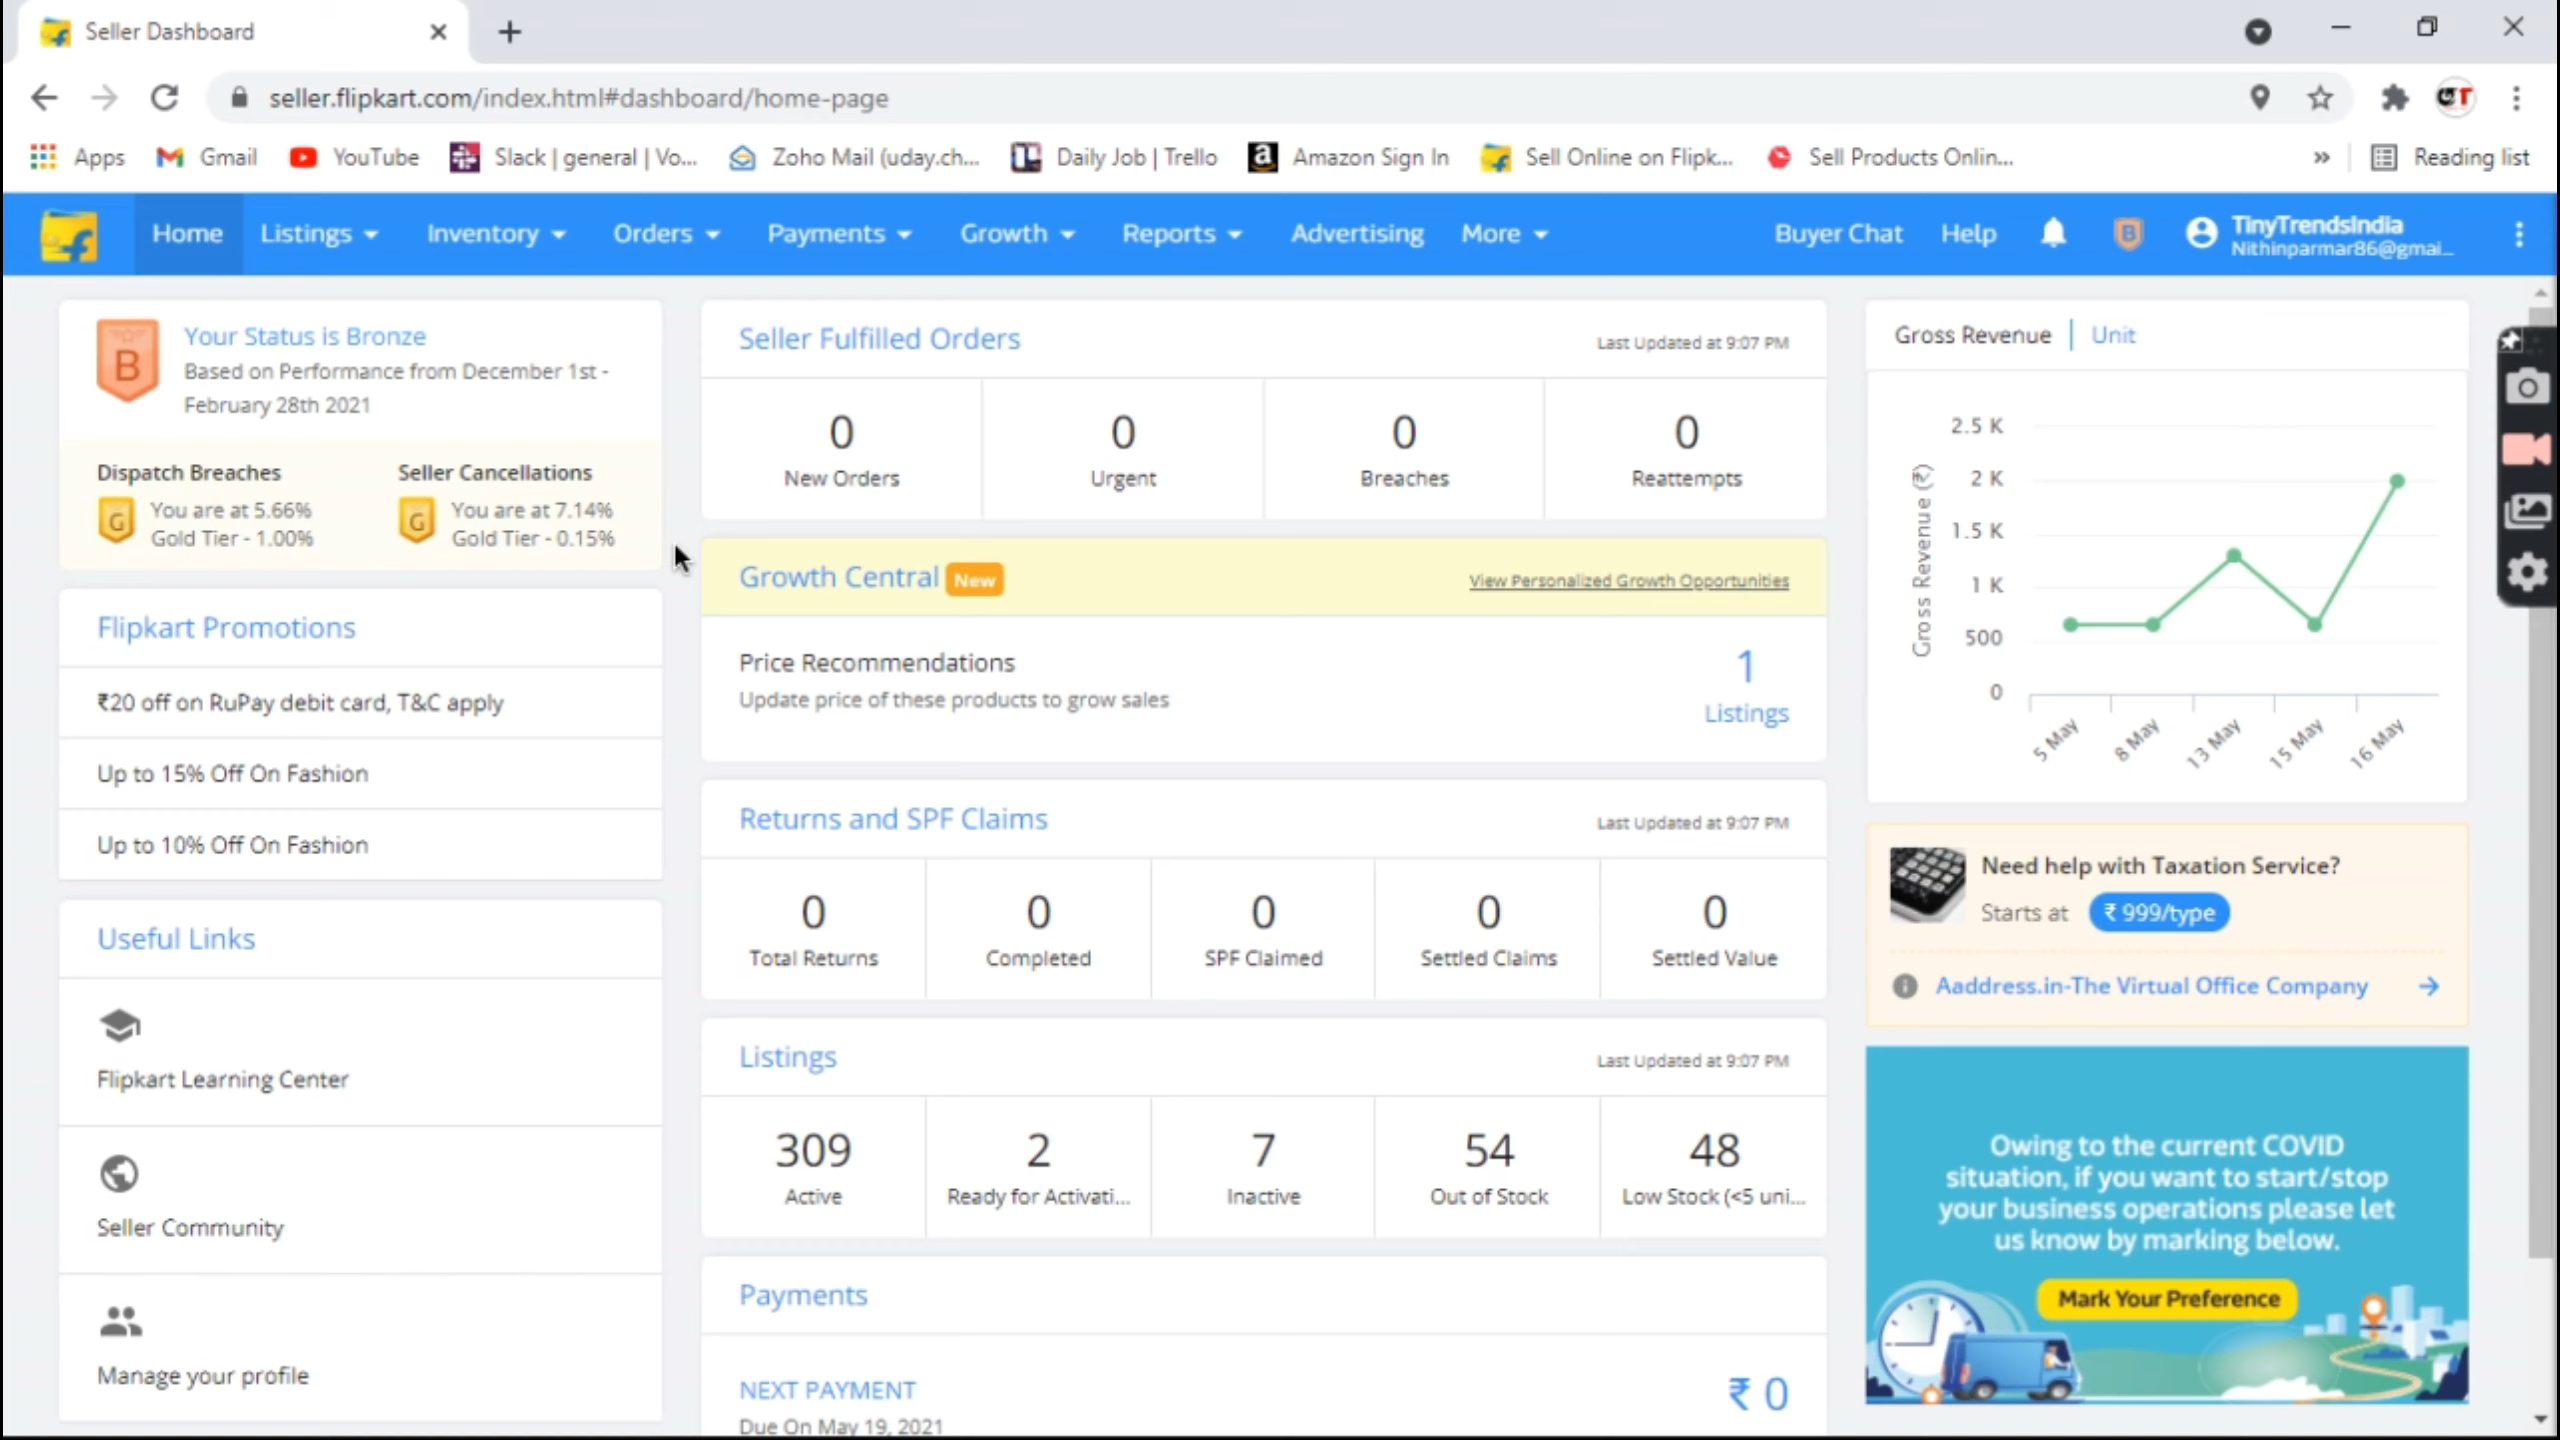 Seller Dashboard
seller.flipkart.com/index.html#dashboard/home-page
Apps
Gmail
YouTube
Slack | general | Vo...
Zoho Mail (uday.ch...
Daily Job | Trello
Amazon Sign In
Sell Online on Flipk...
Sell Products Onlin...
»
Reading list
Home
Listings
Inventory
Orders
Payments
Growth
Reports
Advertising
More
Buyer Chat
Help
B
TinyTrendsIndia
Nithinparmar86@gmai...
B
Your Status is Bronze
Based on Performance from December 1st -
February 28th 2021
Dispatch Breaches
G
You are at 5.66%
Gold Tier - 1.00%
Seller Cancellations
G
You are at 7.14%
Gold Tier - 0.15%
Flipkart Promotions
₹20 off on RuPay debit card, T&C apply
Up to 15% Off On Fashion
Up to 10% Off On Fashion
Useful Links
Flipkart Learning Center
Seller Community
Manage your profile
Seller Fulfilled Orders
Last Updated at 9:07 PM
0
New Orders
0
Urgent
0
Breaches
0
Reattempts
Growth Central New
View Personalized Growth Opportunities
Price Recommendations
Update price of these products to grow sales
1
Listings
Returns and SPF Claims
Last Updated at 9:07 PM
0
Total Returns
0
Completed
0
SPF Claimed
0
Settled Claims
0
Settled Value
Listings
Last Updated at 9:07 PM
309
Active
2
Ready for Activati...
7
Inactive
54
Out of Stock
48
Low Stock (<5 uni...
Payments
NEXT PAYMENT
Due On May 19, 2021
₹ 0
Gross Revenue | Unit
Gross Revenue (₹)
2.5 K
2 K
1.5 K
1 K
500
0
5 May
8 May
13 May
15 May
16 May
Need help with Taxation Service?
Starts at ₹ 999/type
Aaddress.in-The Virtual Office Company
Owing to the current COVID
situation, if you want to start/stop
your business operations please let
us know by marking below.
Mark Your Preference